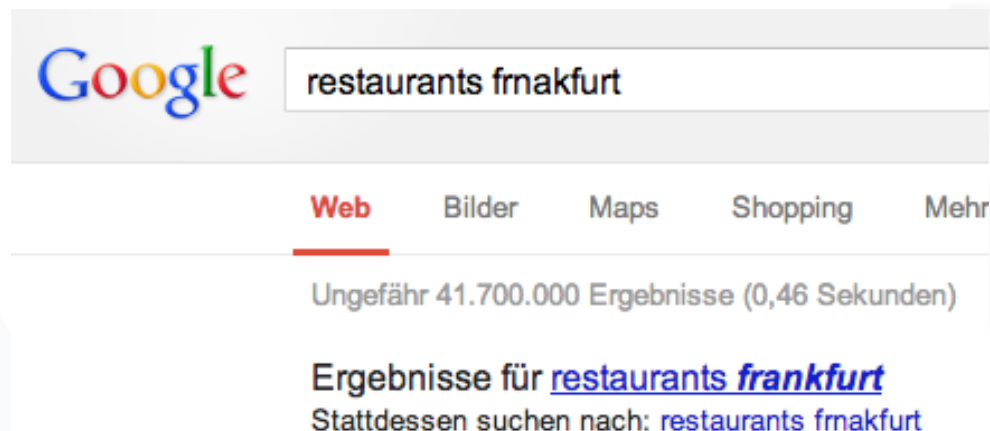 Google restaurants frnakfurt
Web Bilder Maps Shopping Mehr
Ungefähr 41.700.000 Ergebnisse (0,46 Sekunden)
Ergebnisse für restaurants frankfurt
Stattdessen suchen nach: restaurants frnakfurt